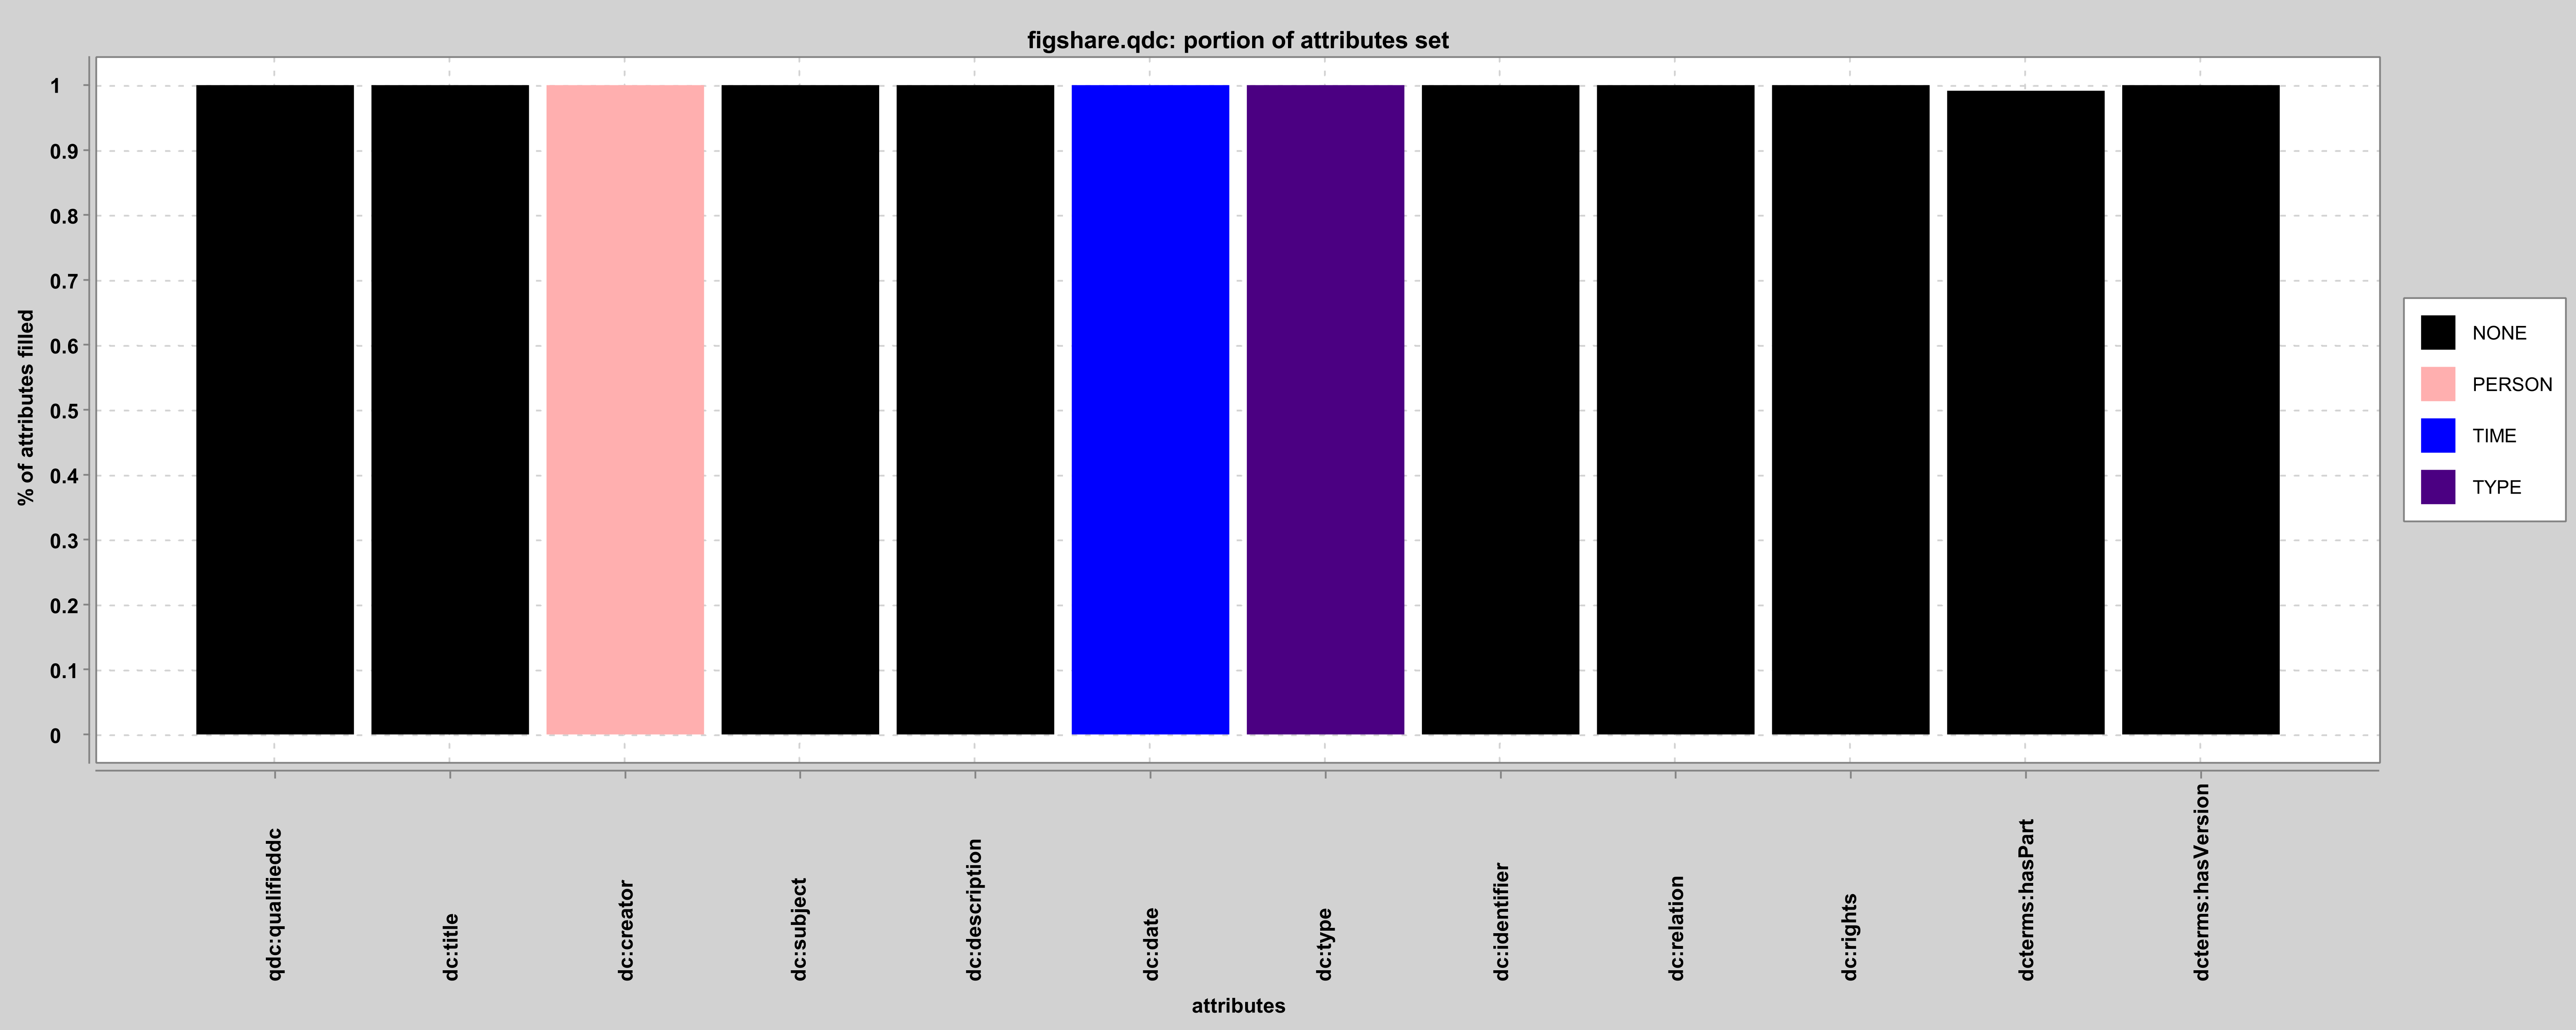 figshare.qdc: portion of attributes set
% of attributes filled
1
0.9
0.8
0.7
0.6
0.5
0.4
0.3
0.2
0.1
0
qdc:qualifieddc
dc:title
dc:creator
dc:subject
dc:description
dc:date
dc:type
dc:identifier
dc:relation
dc:rights
dcterms:hasPart
dcterms:hasVersion
attributes
NONE
PERSON
TIME
TYPE